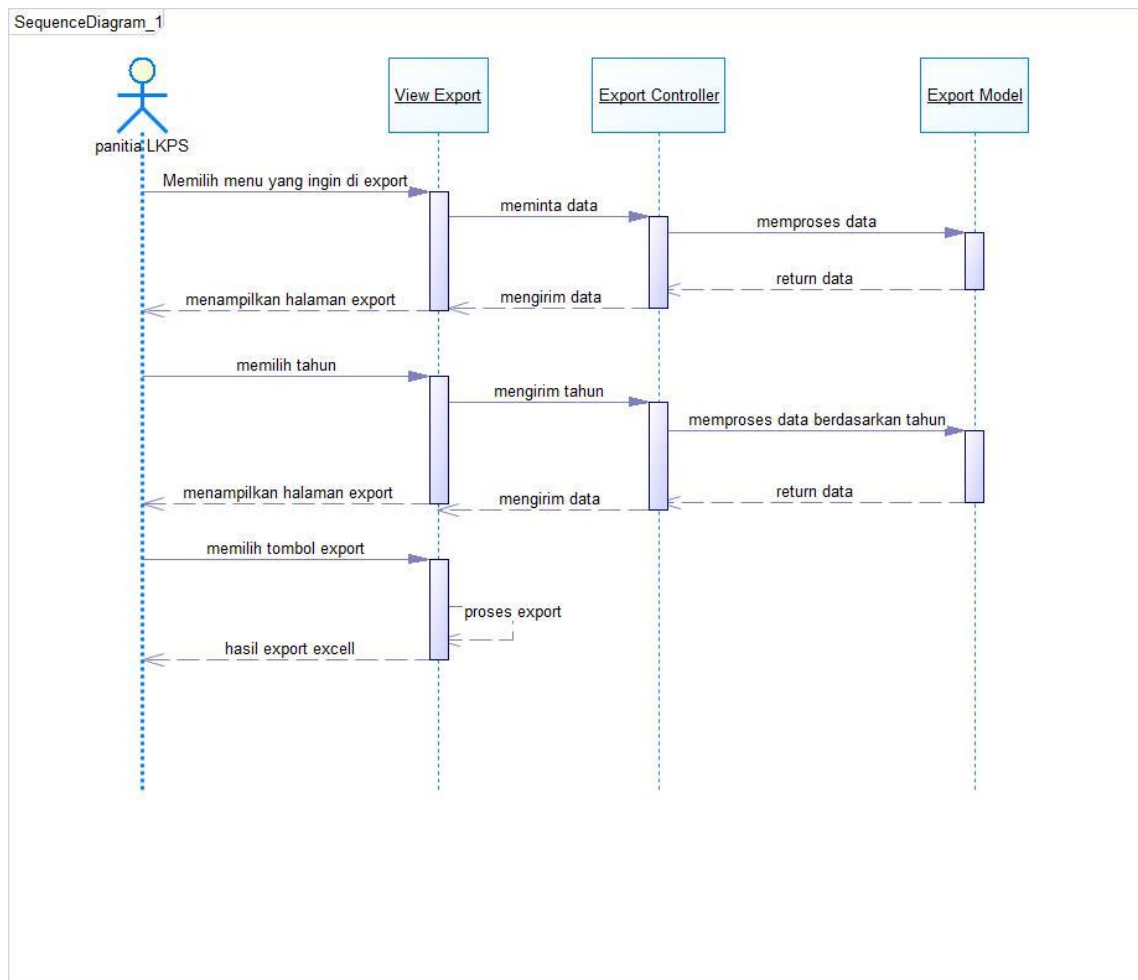 SequenceDiagram_1
View Export
Export Controller
Export Model
panitia LKPS
Memilih menu yang ingin di export
meminta data
memproses data
return data
mengirim data
menampilkan halaman export
memilih tahun
mengirim tahun
memproses data berdasarkan tahun
return data
mengirim data
menampilkan halaman export
memilih tombol export
proses export
hasil export excell